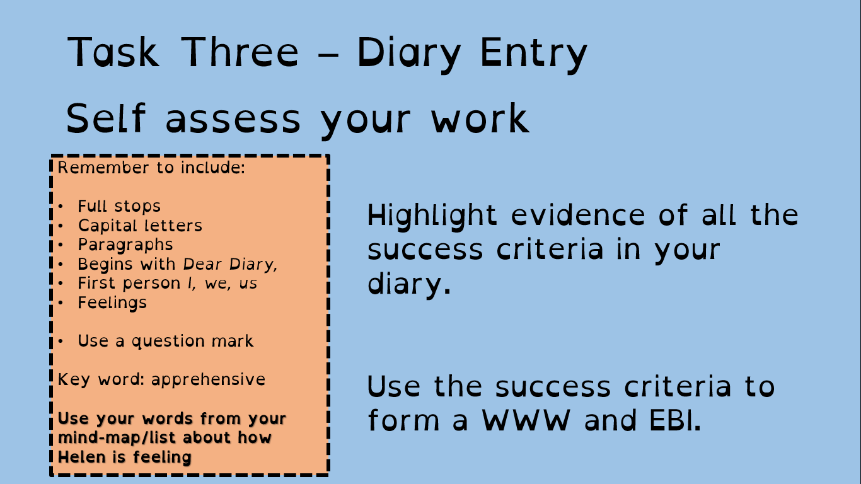 Task Three – Diary Entry
Self assess your work
Remember to include:
• Full stops
• Capital letters
• Paragraphs
• Begins with Dear Diary,
• First person I, we, us
• Feelings
• Use a question mark
Key word: apprehensive
Use your words from your
mind-map/list about how
Helen is feeling
Highlight evidence of all the
success criteria in your
diary.
Use the success criteria to
form a WWW and EBI.